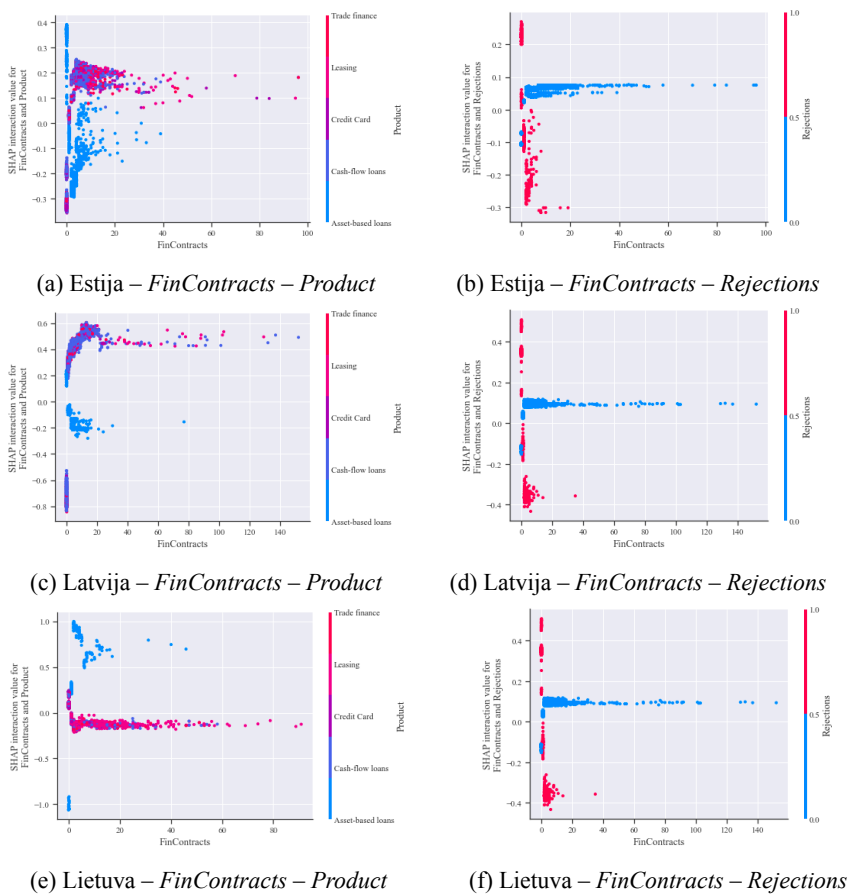 Trade finance
1.0
0.4
0.3
0.2
0.2
Leasing
0.1
SHAP interaction value for
FinContracts and Product
0.1
SHAP interaction value for
FinContracts and Rejections
0.0
Credit Card
Product
0.5
Rejections
0.0
−0.1
−0.1
−0.2
Cash-flow loans
−0.2
−0.3
−0.3
Asset-based loans
0.0
0 20 40 60 80 100
0 20 40 60 80 100
FinContracts
FinContracts
(a) Estija – FinContracts – Product
(b) Estija – FinContracts – Rejections
Trade finance
1.0
0.6
0.4
0.4
Leasing
0.2
0.2
SHAP interaction value for
FinContracts and Product
0.0
SHAP interaction value for
FinContracts and Rejections
0.0
Credit Card
Product
0.5
Rejections
−0.2
−0.4
−0.2
Cash-flow loans
−0.6
−0.8
−0.4
Asset-based loans
0.0
0 20 40 60 80 100 120 140
0 20 40 60 80 100 120 140
FinContracts
FinContracts
(c) Latvija – FinContracts – Product
(d) Latvija – FinContracts – Rejections
Trade finance
1.0
1.0
0.4
Leasing
0.5
0.2
SHAP interaction value for
FinContracts and Product
0.0
SHAP interaction value for
FinContracts and Rejections
0.0
Credit Card
Product
0.5
Rejections
−0.5
−0.2
Cash-flow loans
−1.0
−0.4
Asset-based loans
0.0
0 20 40 60 80
0 20 40 60 80 100 120 140
FinContracts
FinContracts
(e) Lietuva – FinContracts – Product
(f) Lietuva – FinContracts – Rejections